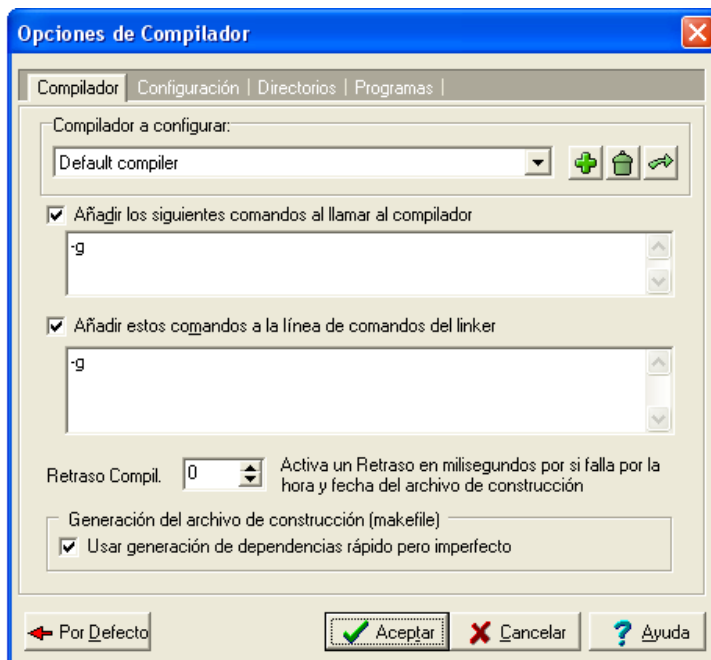 Opciones de Compilador
Compilador Configuración | Directorios | Programas |
Compilador a configurar:
Default compiler
Añadir los siguientes comandos al llamar al compilador
-g
Añadir estos comandos a la línea de comandos del linker
-g
Retraso Compil. 0 Activa un Retraso en milisegundos por si falla por la
hora y fecha del archivo de construcción
Generación del archivo de construcción (makefile)
Usar generación de dependencias rápido pero imperfecto
Por Defecto Aceptar Cancelar ? Ayuda